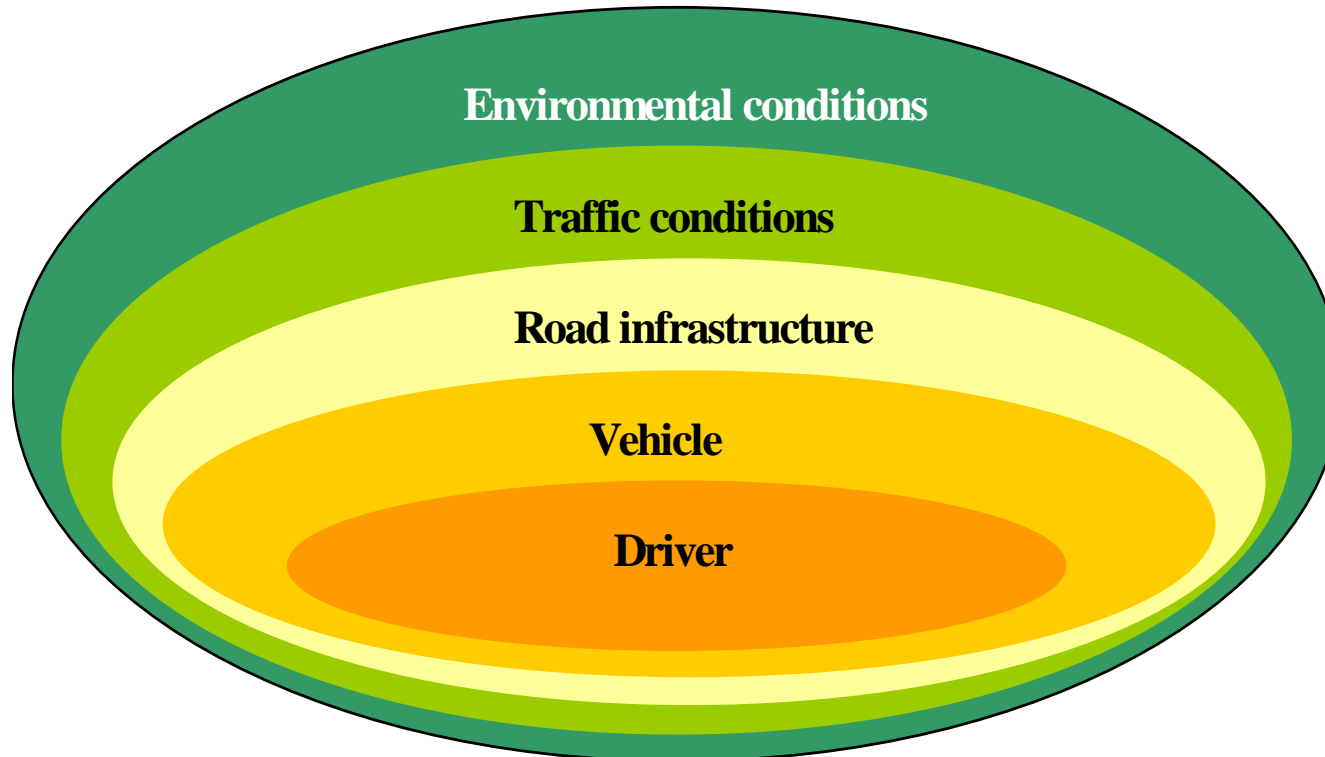 Environmental conditions
Traffic conditions
Road infrastructure
Vehicle
Driver